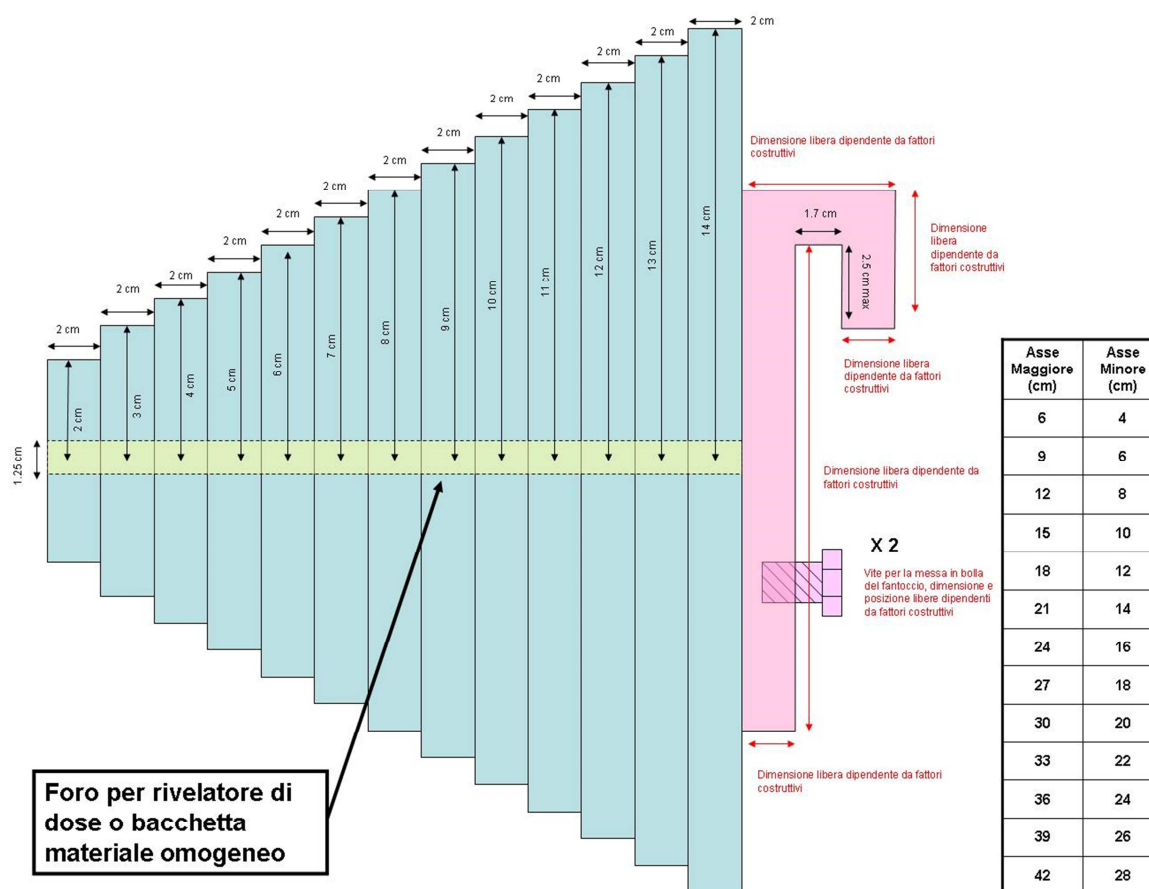 2 cm
2 cm
2 cm
2 cm
2 cm
2 cm
2 cm
2 cm
2 cm
2 cm
2 cm
2 cm
2 cm
2 cm
3 cm
4 cm
5 cm
6 cm
7 cm
8 cm
9 cm
10 cm
11 cm
12 cm
13 cm
14 cm
1.25 cm
Dimensione libera dipendente da fattori
costruttivi
1.7 cm
2.5 cm max
Dimensione
libera
dipendente da
fattori costruttivi
Dimensione libera
dipendente da
fattori costruttivi
Dimensione libera dipendente da
fattori costruttivi
X 2
Vite per la messa in bolla
del fantoccio, dimensione e
posizione libere dipendenti
da fattori costruttivi
Dimensione libera dipendente da fattori
costruttivi
Foro per rivelatore di
dose o bacchetta
materiale omogeneo
Asse Maggiore (cm) Asse Minore (cm)
6 4
9 6
12 8
15 10
18 12
21 14
24 16
27 18
30 20
33 22
36 24
39 26
42 28